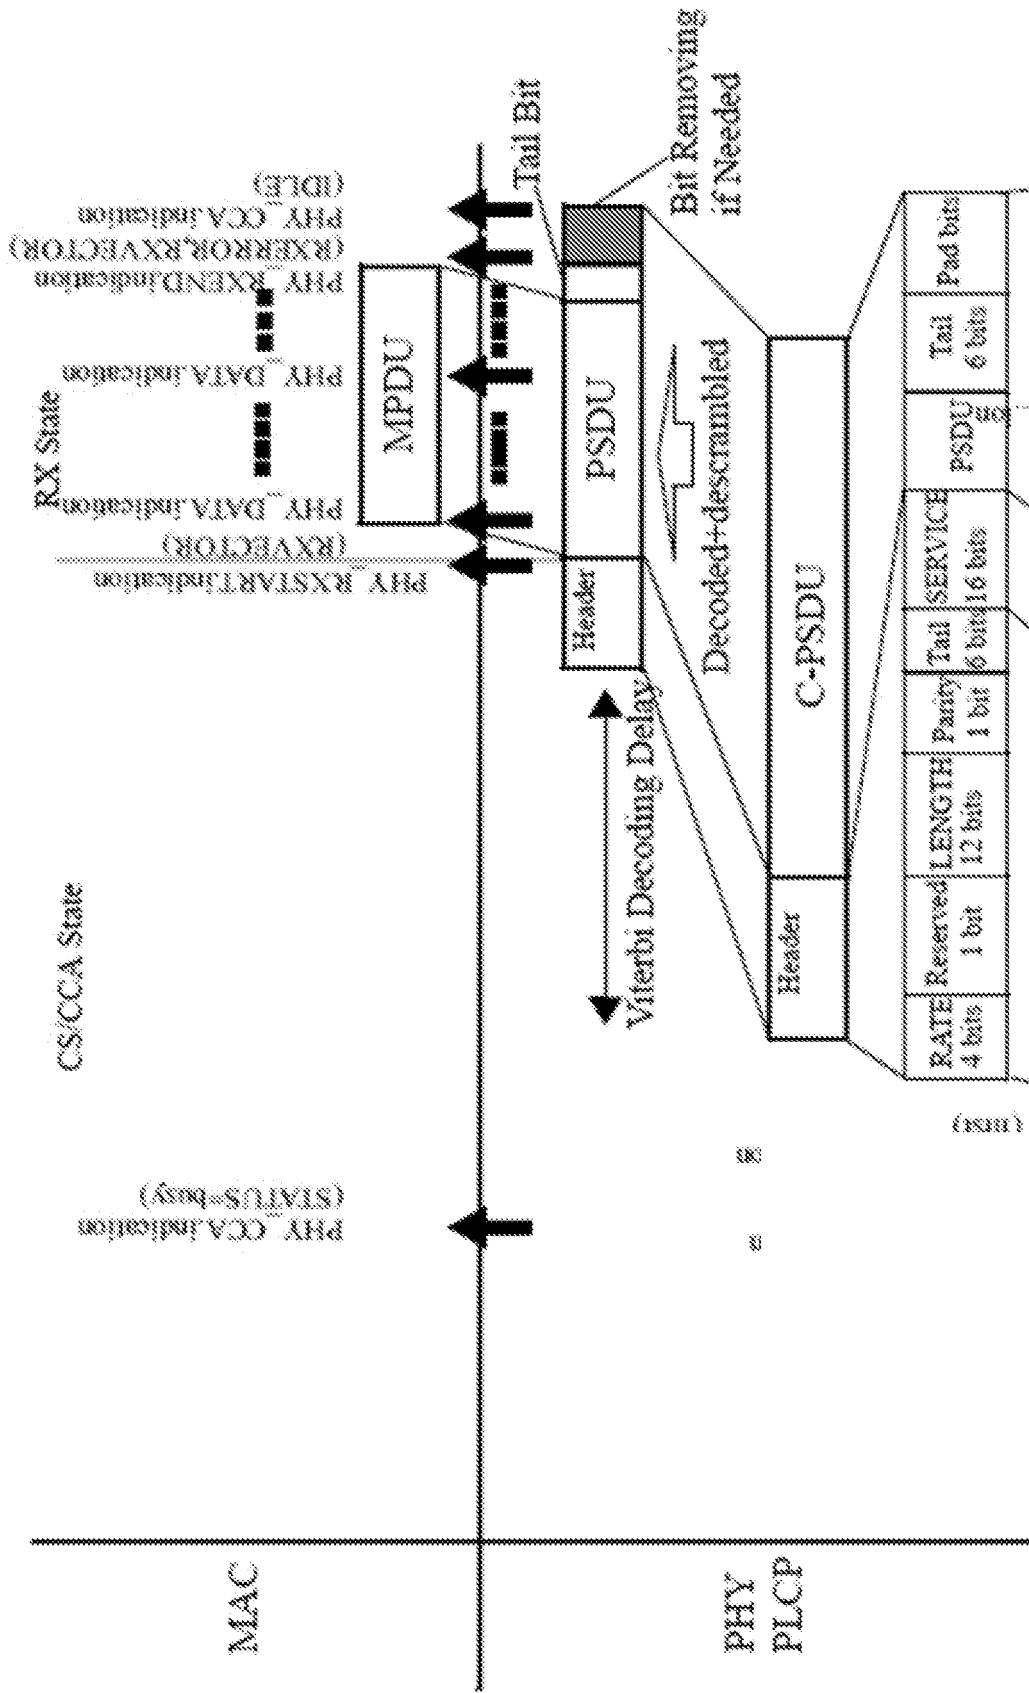 MAC
CS/CCA State
RX State
PHY_CCA.indication
(STATUS=busy)
PHY_RXSTART.indication
(RXVECTOR)
PHY_DATA.indication
PHY_DATA.indication
PHY_RXEND.indication
(RXERROR,RXVECTOR)
PHY_CCA.indication
(IDLE)
MPDU
PHY
PLCP
Header
PSDU
Tail Bit
Bit Removing
if Needed
Viterbi Decoding Delay
Decoded+descrambled
Header
C-PSDU
RATE
4 bits
Reserved
1 bit
LENGTH
12 bits
Parity
1 bit
Tail
6 bits
SERVICE
16 bits
PSDU
Tail
6 bits
Pad bits